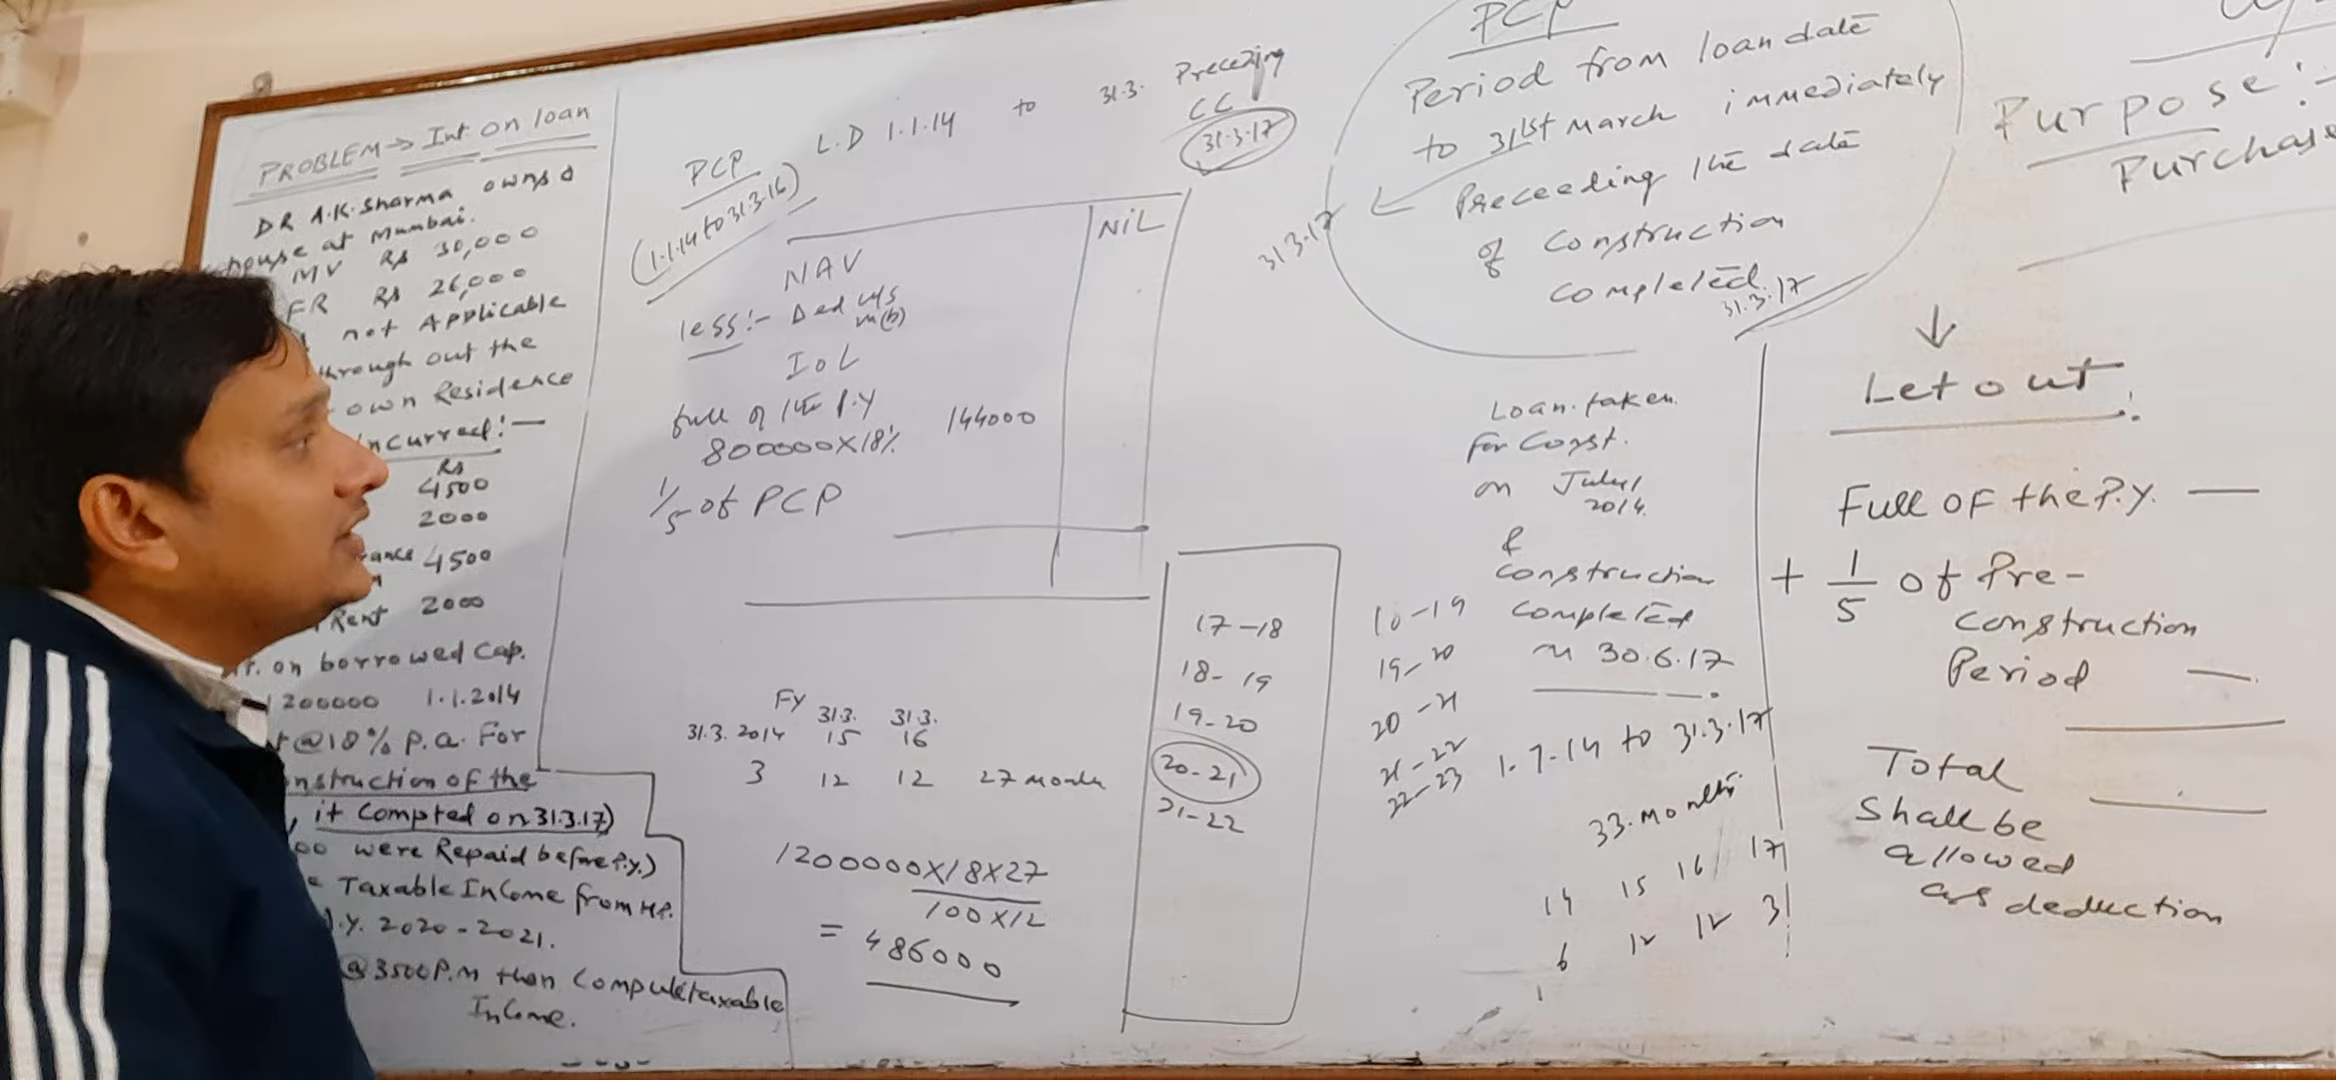 PROBLEM → Int. on loan
DR A.K. Sharma owns a
house at Mumbai.
MV Rs 30,000
FR Rs 26,000
not Applicable
through out the
own Residence
incurred:—
Rs
4500
2000
4500
Rent 2000
on borrowed Cap.
1200000 1.1.2014
@18% p.a. For
construction of the
, it Compted on 31.3.17)
were Repaid before P.Y.)
Taxable InCome from H.P.
A.Y. 2020-2021.
@3500P.M then Compute taxable
InCome.
PCP
(1.1.14 to 31.3.16)
L.D 1.1.14 to 31.3. Preceding
CC
31.3.17
NAV NiL
less:- Ded u/s
24(b)
IoL
full of the P.Y
800000X18% 144000
1/5 of PCP
FY
31.3.2014 31.3.15 31.3.16
3 12 12 27 months
1200000X18X27
100X12
= 486000
17-18
18-19
19-20
20-21
21-22
PCP
Period from loan date
to 31st march immediately
Preceeding the date
of Construction
Completed.
31.3.17
31.3.17
Loan taken
For Const.
on July 1
2014.
&
construction
Completed
30.6.17
18-19
19-20
20-21
21-22
22-23
1.7.14 to 31.3.17
33 months
14 15 16 17
6 12 12 3
Purpose:-
Purchase
↓
Let out:
Full OF the P.Y. —
+ 1/5 of Pre-
construction
Period —
Total
Shall be
allowed
as deduction